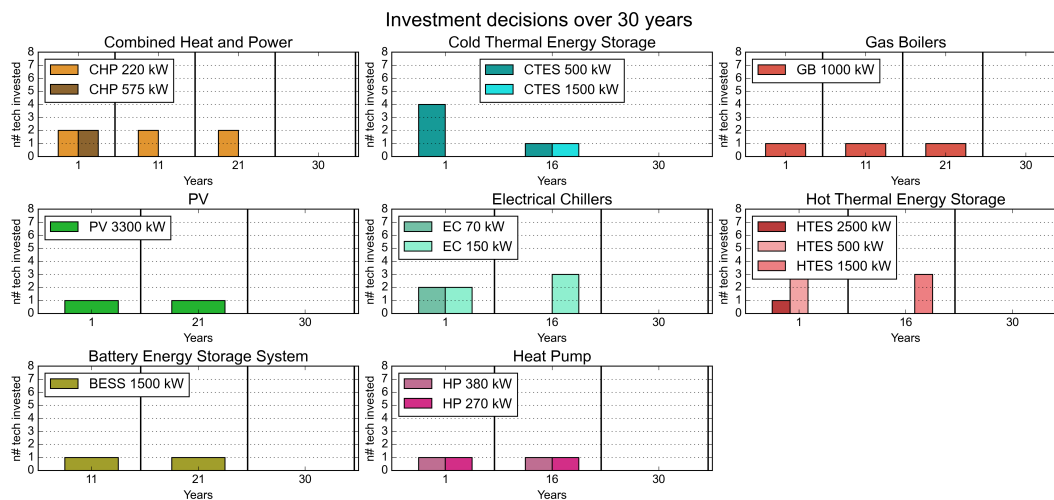 Investment decisions over 30 years
Combined Heat and Power
n# tech invested
8
7
6
5
4
3
2
1
0
CHP 220 kW
CHP 575 kW
1 11 21 30
Years
Cold Thermal Energy Storage
8
7
6
5
4
3
2
1
0
CTES 500 kW
CTES 1500 kW
1 16 30
Years
n# tech invested
Gas Boilers
8
7
6
5
4
3
2
1
0
GB 1000 kW
1 11 21 30
Years
n# tech invested
PV
n# tech invested
8
7
6
5
4
3
2
1
0
PV 3300 kW
1 21 30
Years
Electrical Chillers
n# tech invested
8
7
6
5
4
3
2
1
0
EC 70 kW
EC 150 kW
1 16 30
Years
Hot Thermal Energy Storage
n# tech invested
8
7
6
5
4
3
2
1
0
HTES 2500 kW
HTES 500 kW
HTES 1500 kW
1 16 30
Years
Battery Energy Storage System
n# tech invested
8
7
6
5
4
3
2
1
0
BESS 1500 kW
11 21 30
Years
Heat Pump
n# tech invested
8
7
6
5
4
3
2
1
0
HP 380 kW
HP 270 kW
1 16 30
Years